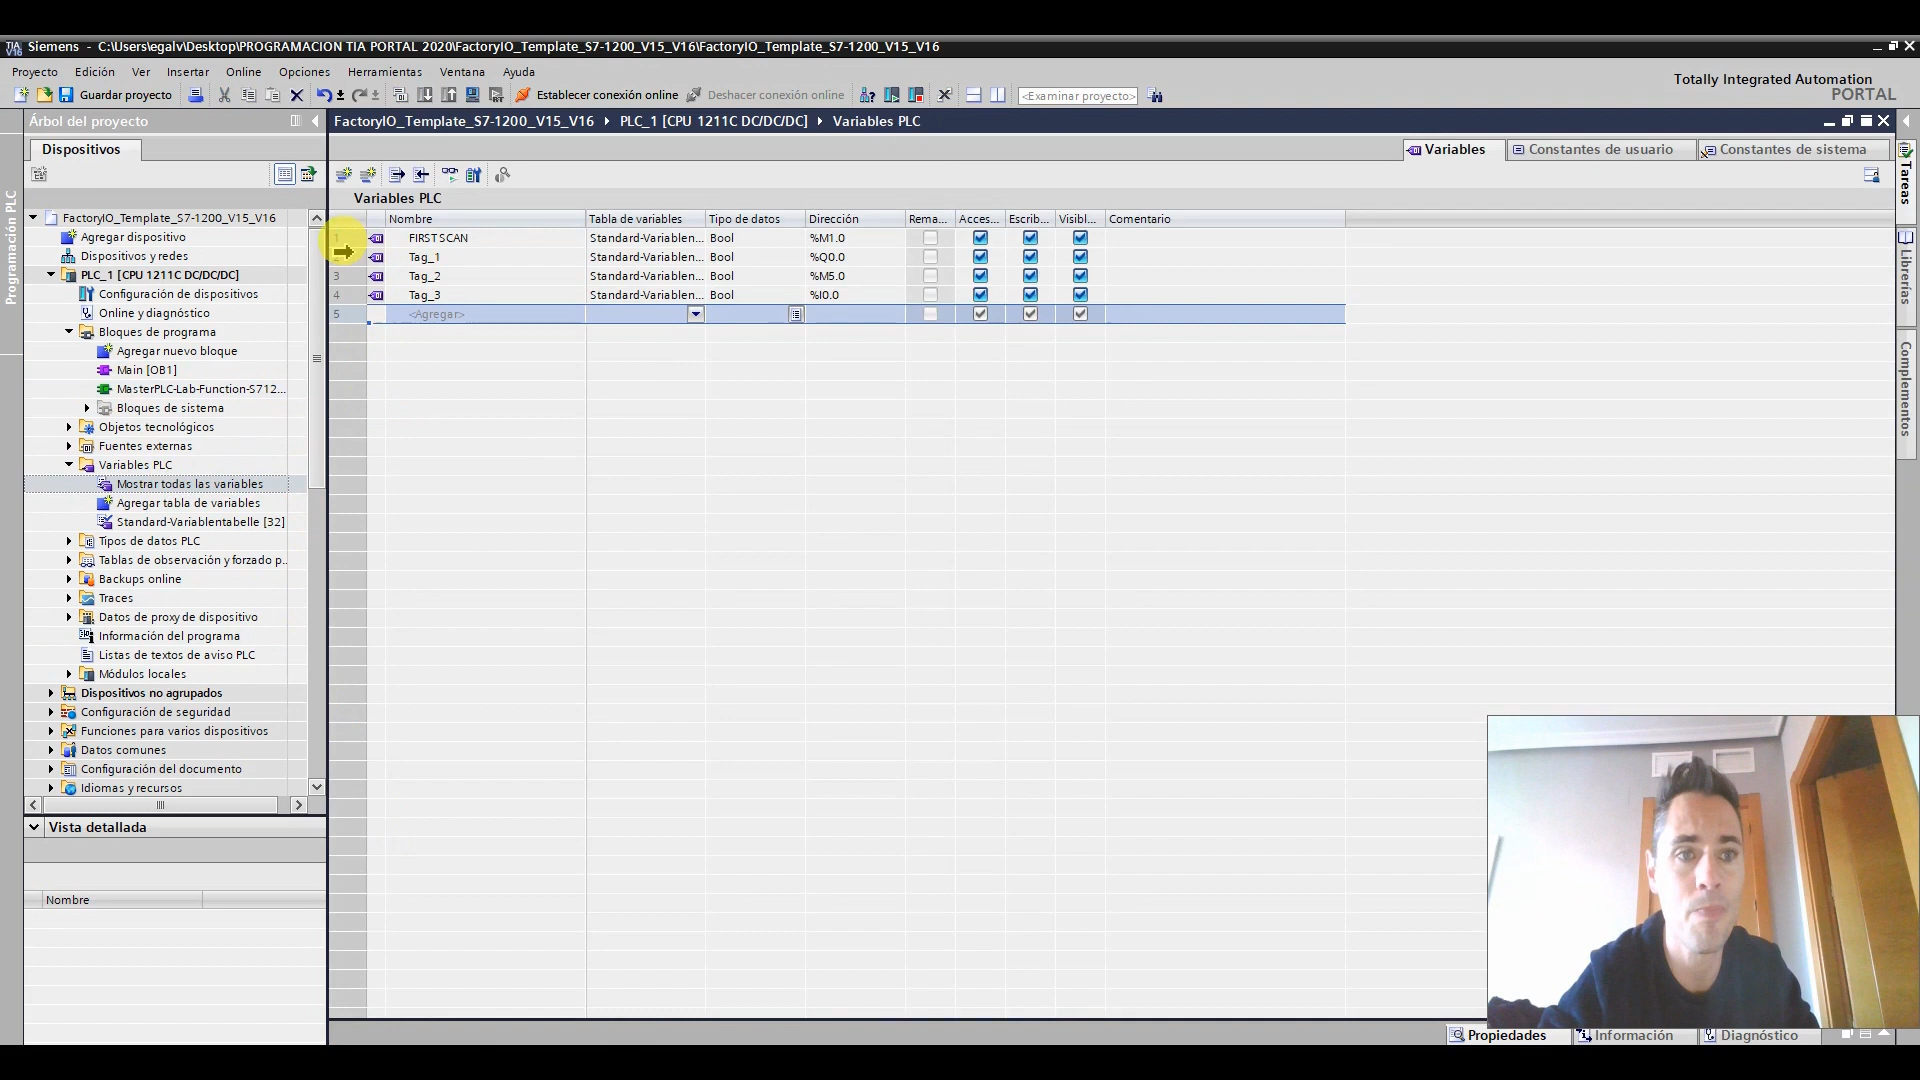 Siemens - C:\Users\egalv\Desktop\PROGRAMACION TIA PORTAL 2020\FactoryIO_Template_S7-1200_V15_V16\FactoryIO_Template_S7-1200_V15_V16
Proyecto Edición Ver Insertar Online Opciones Herramientas Ventana Ayuda
Totally Integrated Automation
PORTAL
Guardar proyecto Establecer conexión online Deshacer conexión online <Examinar proyecto>
Árbol del proyecto
FactoryIO_Template_S7-1200_V15_V16 PLC_1 [CPU 1211C DC/DC/DC] Variables PLC
Dispositivos
Variables Constantes de usuario Constantes de sistema
Variables PLC
Nombre Tabla de variables Tipo de datos Dirección Rema... Acces... Escrib... Visibl... Comentario
1 FIRST SCAN Standard-Variablen... Bool %M1.0
2 Tag_1 Standard-Variablen... Bool %Q0.0
3 Tag_2 Standard-Variablen... Bool %M5.0
4 Tag_3 Standard-Variablen... Bool %I0.0
5 <Agregar>
FactoryIO_Template_S7-1200_V15_V16
Agregar dispositivo
Dispositivos y redes
PLC_1 [CPU 1211C DC/DC/DC]
Configuración de dispositivos
Online y diagnóstico
Bloques de programa
Agregar nuevo bloque
Main [OB1]
MasterPLC-Lab-Function-S712...
Bloques de sistema
Objetos tecnológicos
Fuentes externas
Variables PLC
Mostrar todas las variables
Agregar tabla de variables
Standard-Variablentabelle [32]
Tipos de datos PLC
Tablas de observación y forzado p..
Backups online
Traces
Datos de proxy de dispositivo
Información del programa
Listas de textos de aviso PLC
Módulos locales
Dispositivos no agrupados
Configuración de seguridad
Funciones para varios dispositivos
Datos comunes
Configuración del documento
Idiomas y recursos
Vista detallada
Nombre
Programación PLC
Tareas
Librerías
Complementos
Propiedades Información Diagnóstico